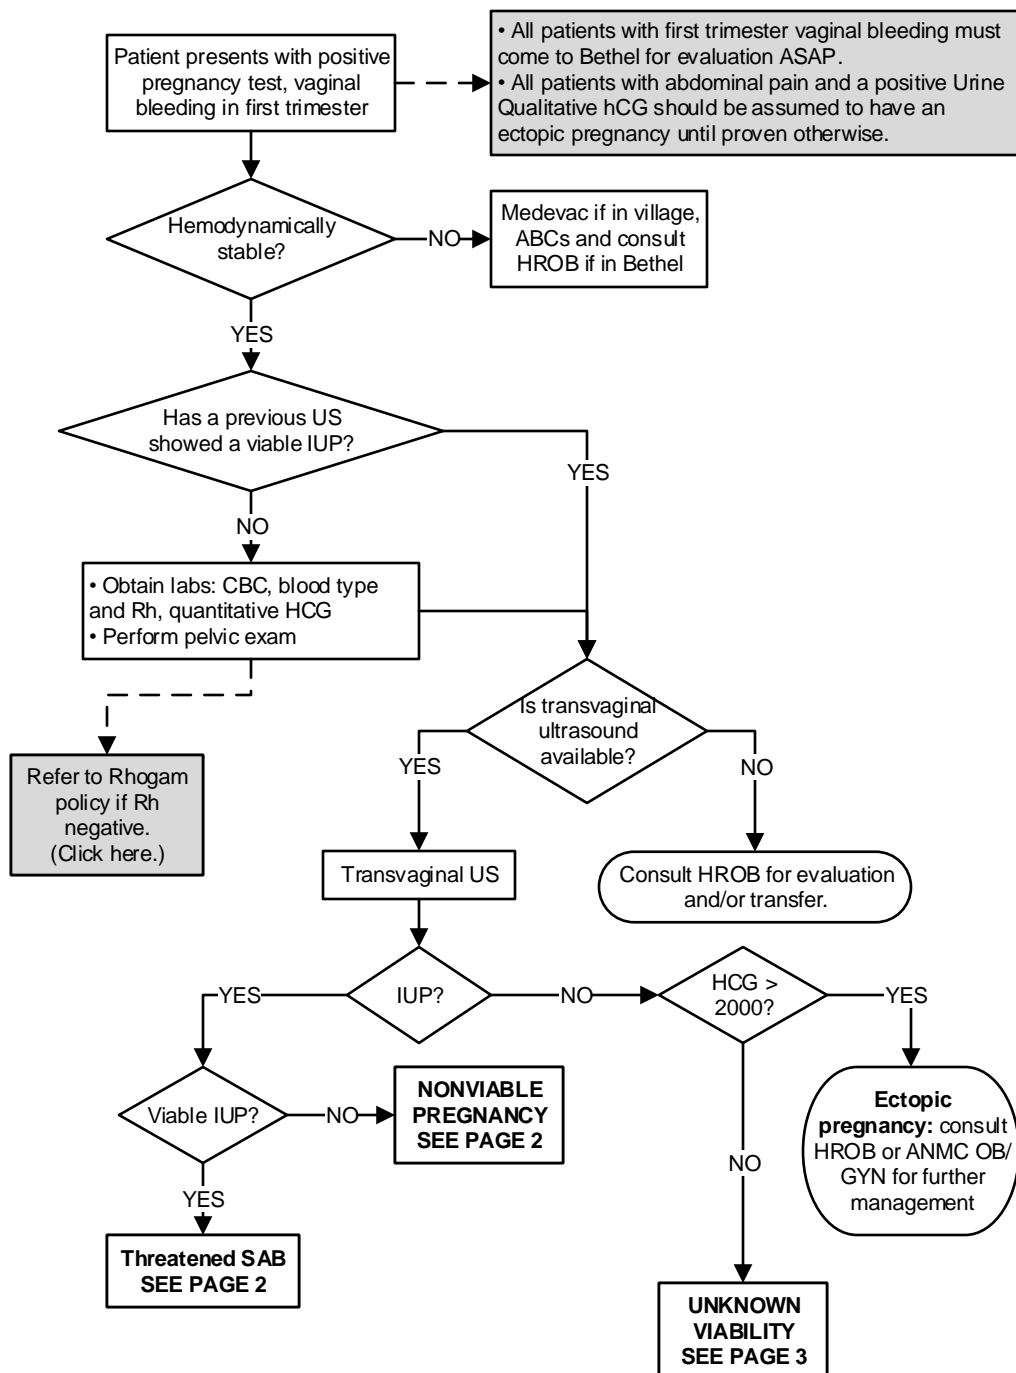 Patient presents with positive
pregnancy test, vaginal
bleeding in first trimester
• All patients with first trimester vaginal bleeding must
come to Bethel for evaluation ASAP.
• All patients with abdominal pain and a positive Urine
Qualitative hCG should be assumed to have an
ectopic pregnancy until proven otherwise.
Hemodynamically
stable?
NO
Medevac if in village,
ABCs and consult
HROB if in Bethel
YES
Has a previous US
showed a viable IUP?
YES
NO
• Obtain labs: CBC, blood type
and Rh, quantitative HCG
• Perform pelvic exam
Is transvaginal
ultrasound
available?
YES
NO
Refer to Rhogam
policy if Rh
negative.
(Click here.)
Transvaginal US
Consult HROB for evaluation
and/or transfer.
IUP?
YES
NO
HCG >
2000?
YES
Viable IUP?
NO
NONVIABLE
PREGNANCY
SEE PAGE 2
Ectopic
pregnancy: consult
HROB or ANMC OB/
GYN for further
management
NO
YES
Threatened SAB
SEE PAGE 2
UNKNOWN
VIABILITY
SEE PAGE 3